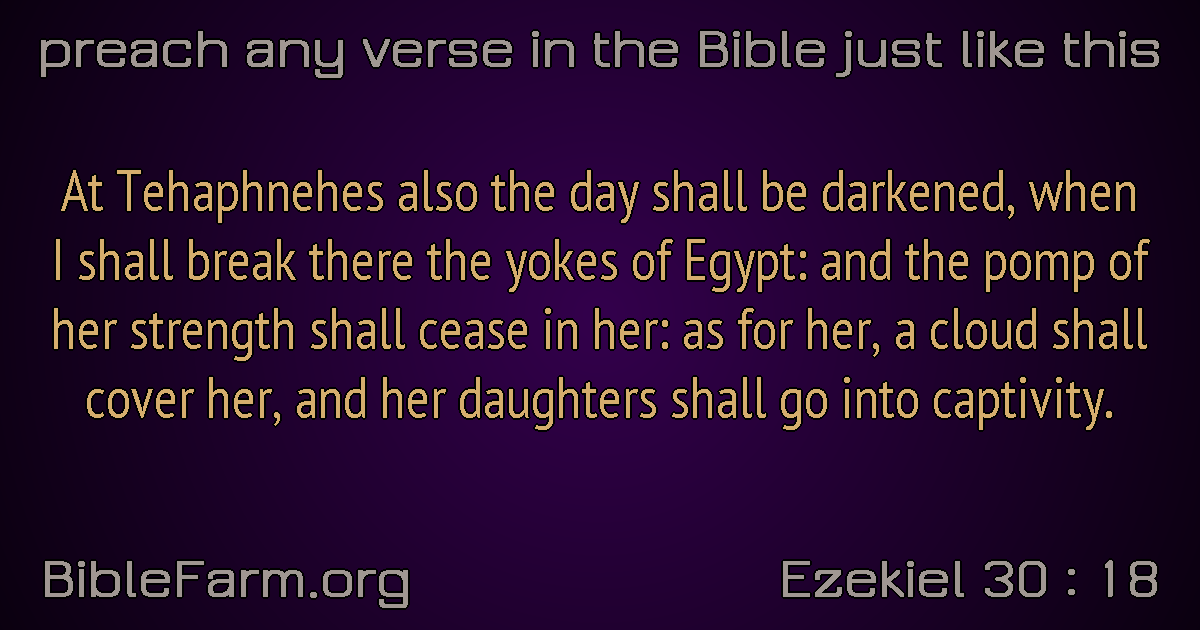 preach any verse in the Bible just like this
At Tehaphnehes also the day shall be darkened, when
I shall break there the yokes of Egypt: and the pomp of
her strength shall cease in her: as for her, a cloud shall
cover her, and her daughters shall go into captivity.
BibleFarm.org
Ezekiel 30 : 18